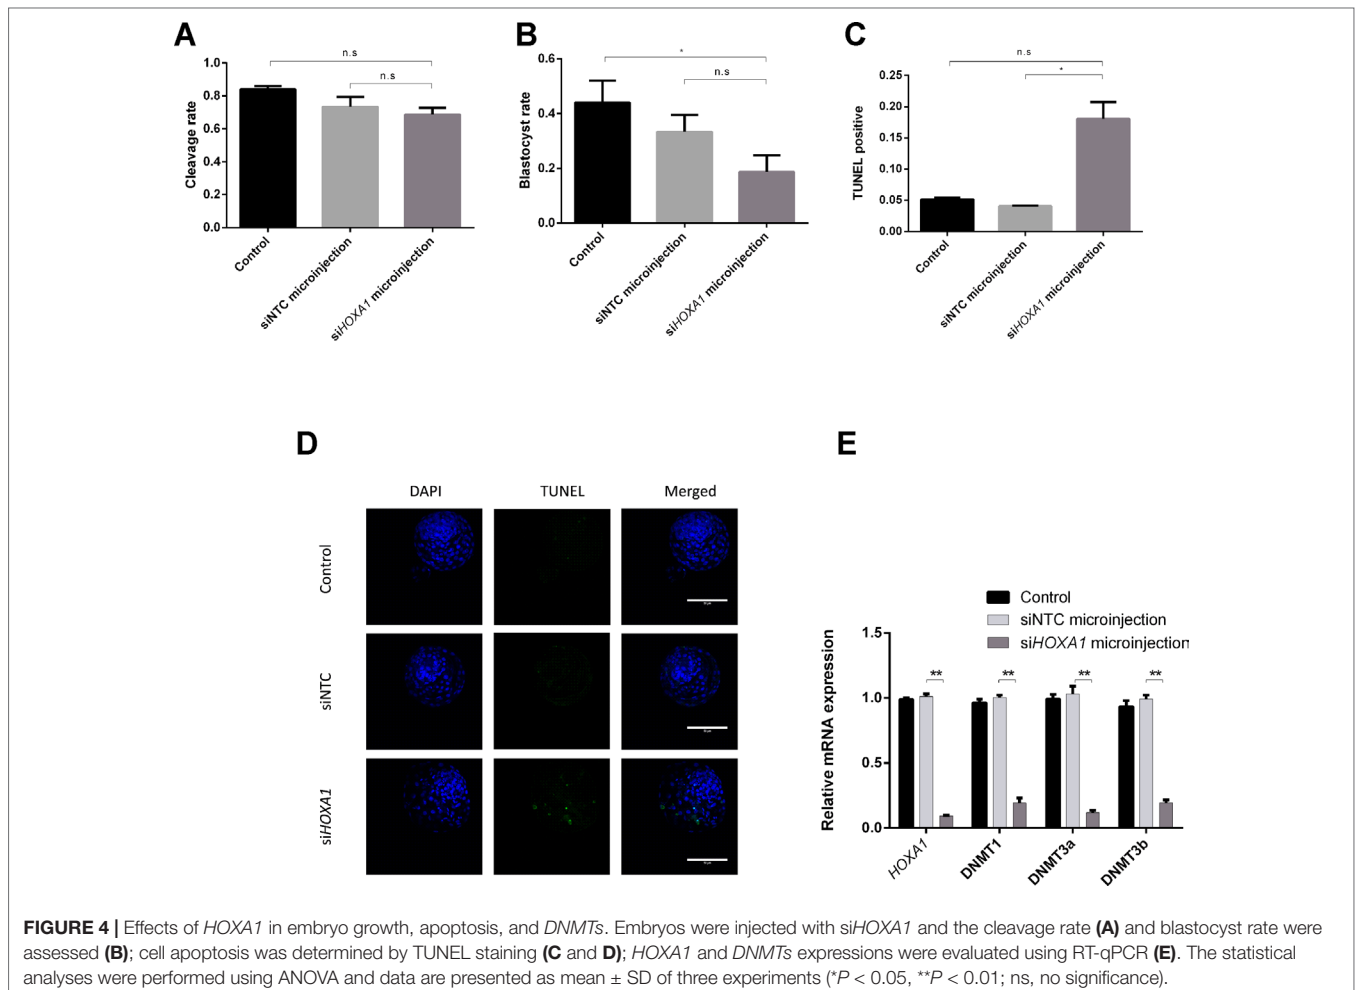 A
n.s
n.s
Cleavage rate
1.0
0.8
0.6
0.4
0.2
0.0
Control
siNTC microinjection
siHOXA1 microinjection
B
*
n.s
Blastocyst rate
0.6
0.4
0.2
0.0
Control
siNTC microinjection
siHOXA1 microinjection
C
n.s
*
TUNEL positive
0.25
0.20
0.15
0.10
0.05
0.00
Control
siNTC microinjection
siHOXA1 microinjection
D
DAPI TUNEL Merged
Control
siNTC
siHOXA1
E
Control
siNTC microinjection
siHOXA1 microinjection
Relative mRNA expression
1.5
1.0
0.5
0.0
** ** ** **
HOXA1 DNMT1 DNMT3a DNMT3b
FIGURE 4 | Effects of HOXA1 in embryo growth, apoptosis, and DNMTs. Embryos were injected with siHOXA1 and the cleavage rate (A) and blastocyst rate were
assessed (B); cell apoptosis was determined by TUNEL staining (C and D); HOXA1 and DNMTs expressions were evaluated using RT-qPCR (E). The statistical
analyses were performed using ANOVA and data are presented as mean ± SD of three experiments (*P < 0.05, **P < 0.01; ns, no significance).